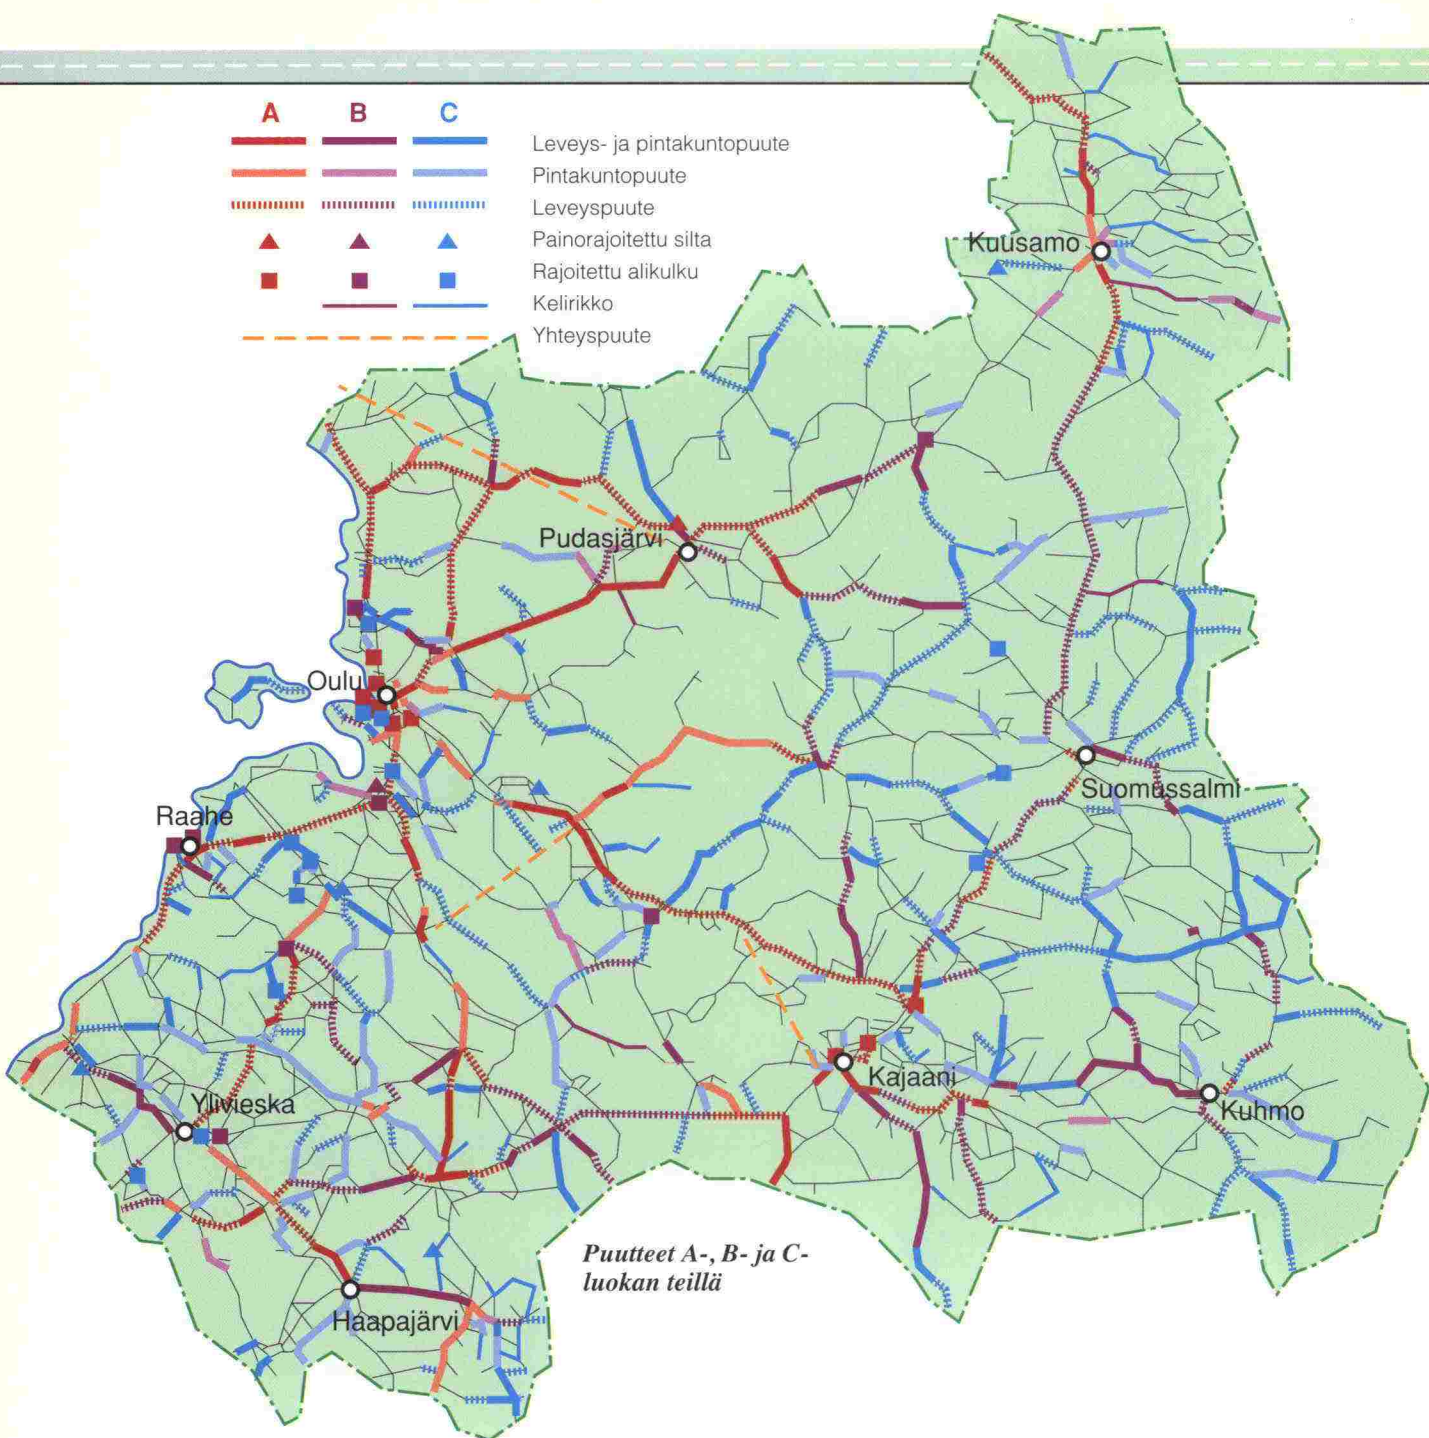 A B C
Leveys- ja pintakuntopuute
Pintakuntopuute
Leveyspuute
Painorajoitettu silta
Rajoitettu alikulku
Kelirikko
Yhteyspuute
Kuusamo
Pudasjärvi
Oulu
Suomussalmi
Raahe
Kajaani
Ylivieska
Kuhmo
Puutteet A-, B- ja C-
luokan teillä
Haapajärvi